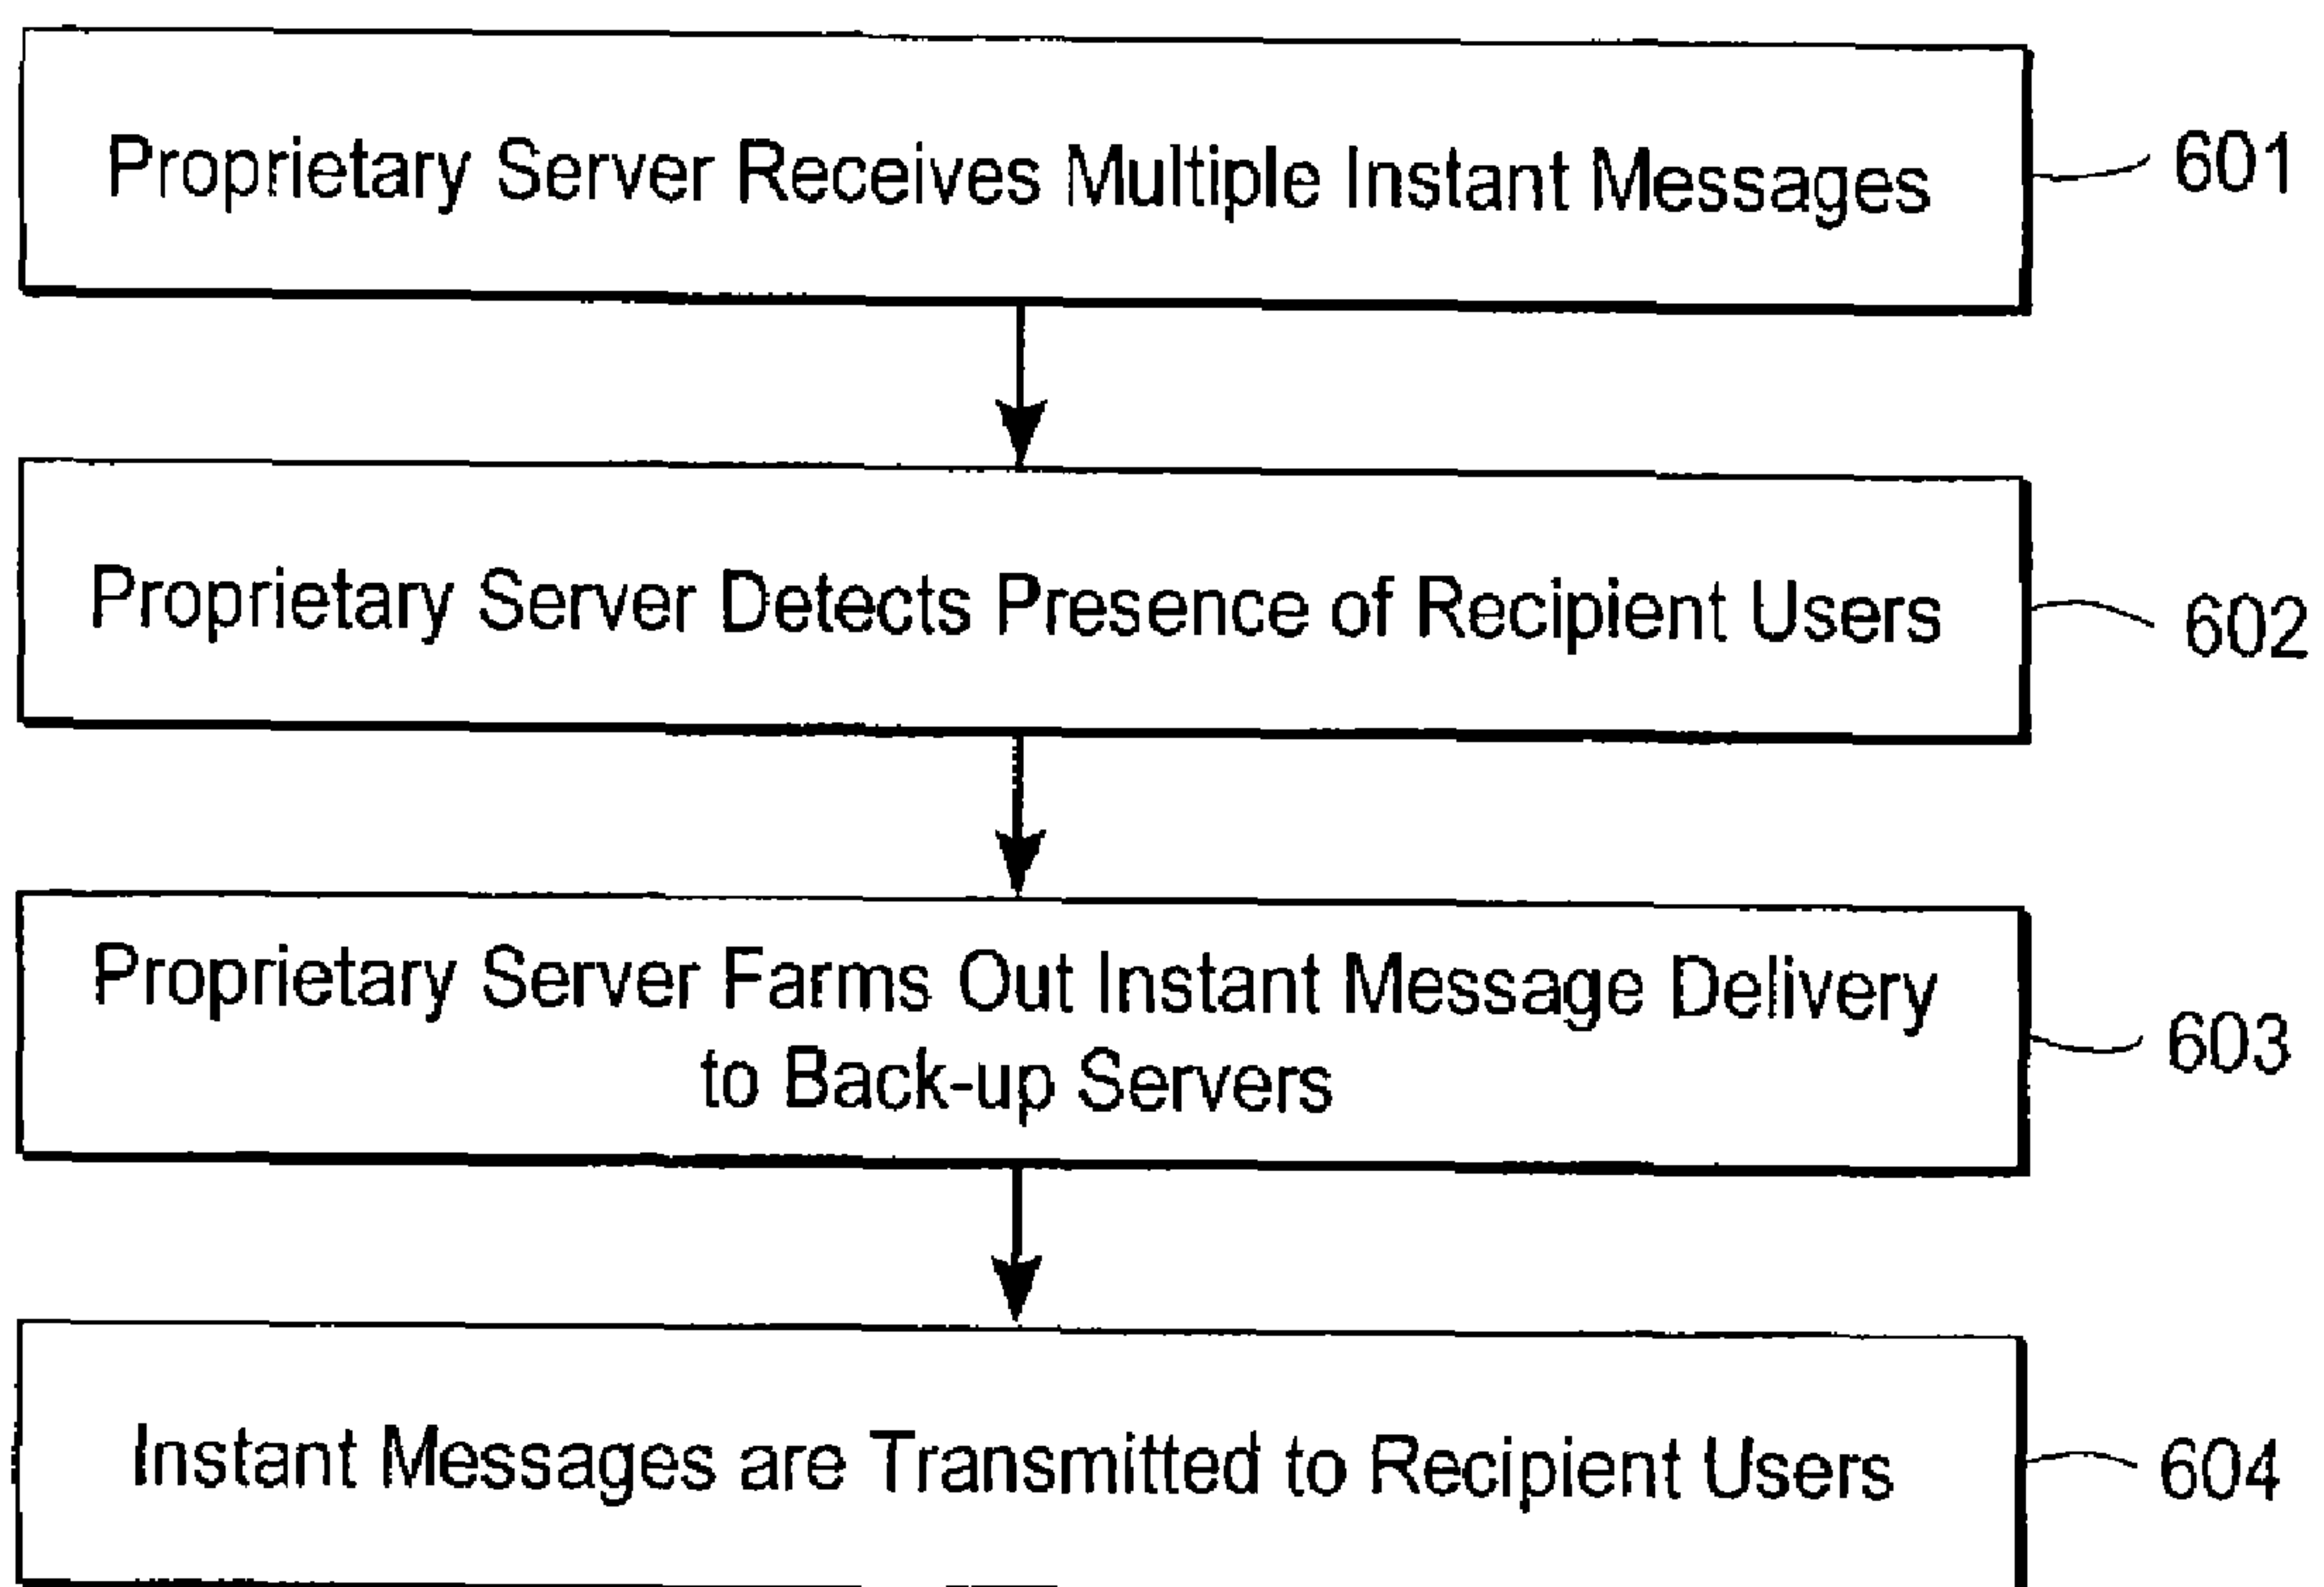 Proprietary Server Receives Multiple Instant Messages
601
Proprietary Server Detects Presence of Recipient Users
602
Proprietary Server Farms Out Instant Message Delivery
to Back-up Servers
603
Instant Messages are Transmitted to Recipient Users
604